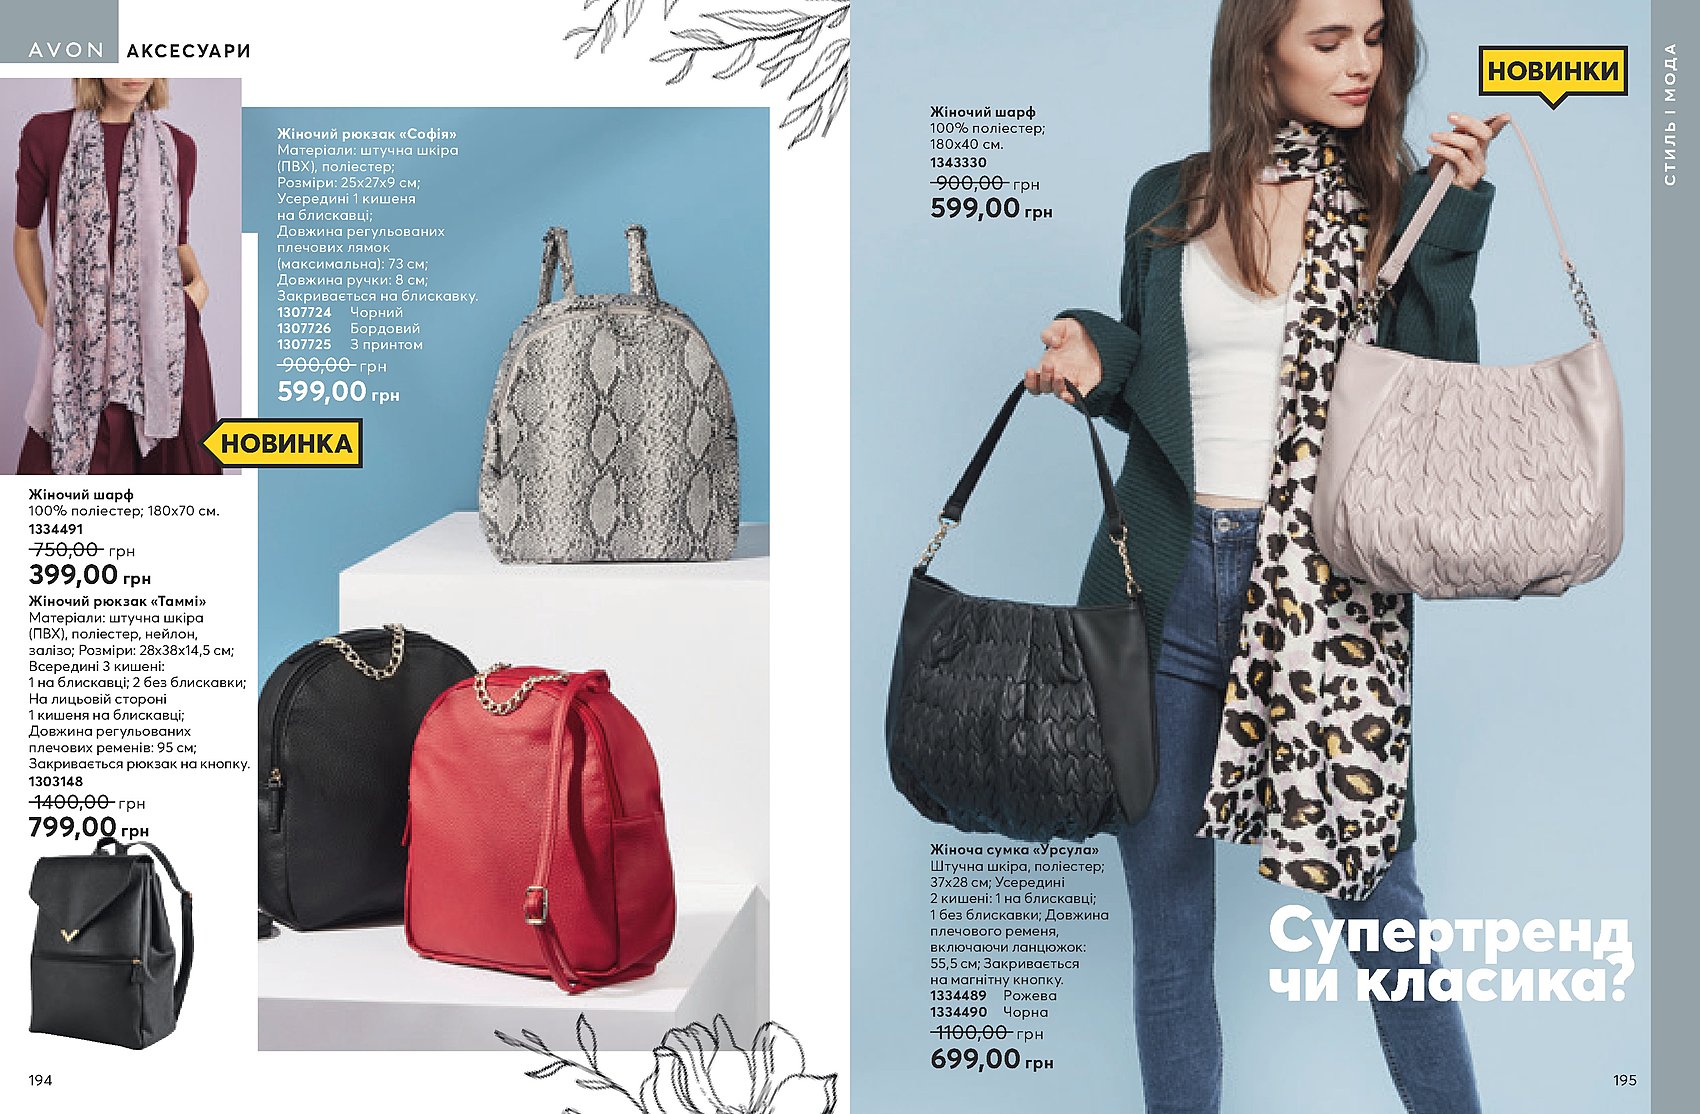 AVON АКСЕСУАРИ
Жіночий рюкзак «Софія»
Матеріали: штучна шкіра
(ПВХ), поліестер;
Розміри: 25х27х9 см;
Усередині 1 кишеня
на блискавці;
Довжина регульованих
плечових лямок
(максимальна): 73 см;
Довжина ручки: 8 см;
Закривається на блискавку.
1307724 Чорний
1307726 Бордовий
1307725 З принтом
900,00 грн
599,00 грн
НОВИНКА
Жіночий шарф
100% поліестер; 180х70 см.
1334491
750,00 грн
399,00 грн
Жіночий рюкзак «Таммі»
Матеріали: штучна шкіра
(ПВХ), поліестер, нейлон,
залізо; Розміри: 28х38х14,5 см;
Всередині 3 кишені:
1 на блискавці; 2 без блискавки;
На лицьовій стороні
1 кишеня на блискавці;
Довжина регульованих
плечових ременів: 95 см;
Закривається рюкзак на кнопку.
1303148
1400,00 грн
799,00 грн
194
НОВИНКИ
СТИЛЬ І МОДА
Жіночий шарф
100% поліестер;
180х40 см.
1343330
900,00 грн
599,00 грн
Жіноча сумка «Урсула»
Штучна шкіра, поліестер;
37х28 см; Усередині
2 кишені: 1 на блискавці;
1 без блискавки; Довжина
плечового ременя,
включаючи ланцюжок:
55,5 см; Закривається
на магнітну кнопку.
1334489 Рожева
1334490 Чорна
1100,00 грн
699,00 грн
Супертренд
чи класика?
195